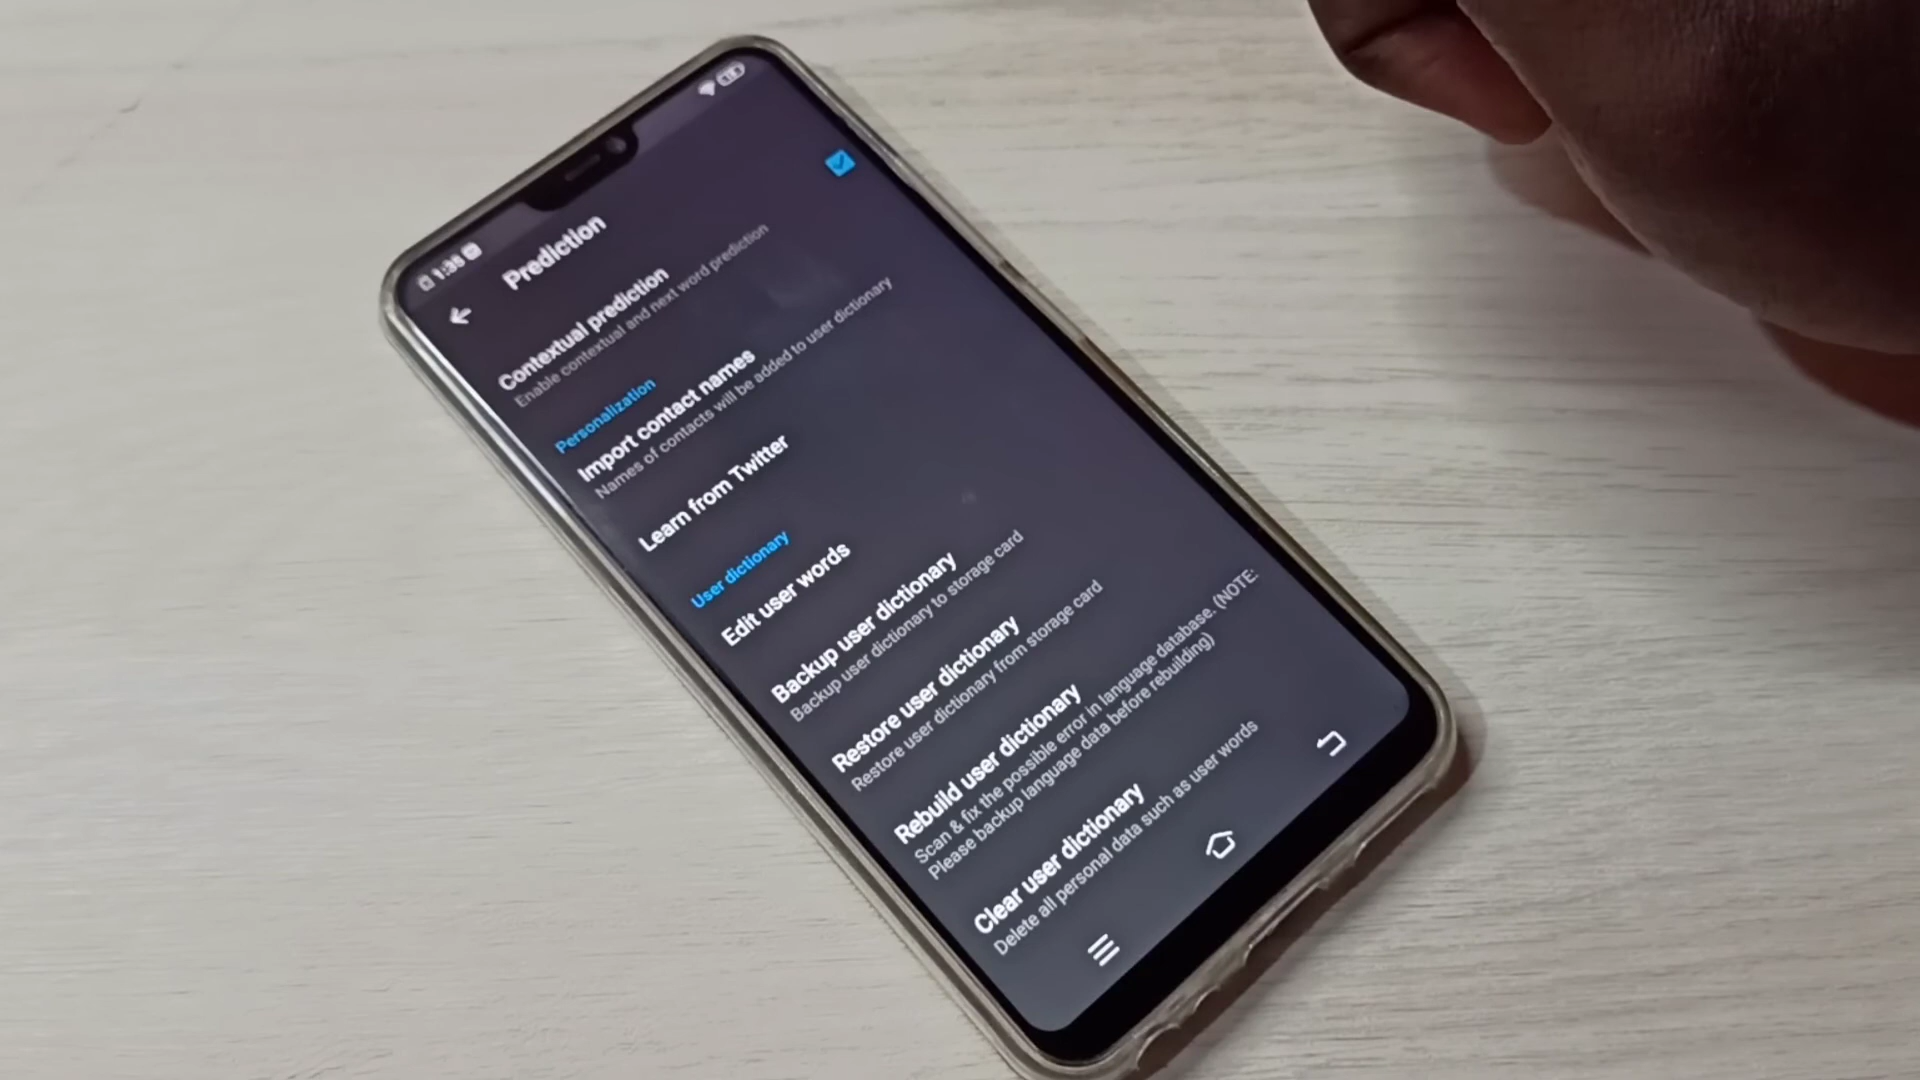 1:38
Prediction
Contextual prediction
Enable contextual and next word prediction
Personalization
Import contact names
Names of contacts will be added to user dictionary
Learn from Twitter
User dictionary
Edit user words
Backup user dictionary
Backup user dictionary to storage card
Restore user dictionary
Restore user dictionary from storage card
Rebuild user dictionary
Scan & fix the possible error in language database. (NOTE:
Please backup language data before rebuilding)
Clear user dictionary
Delete all personal data such as user words